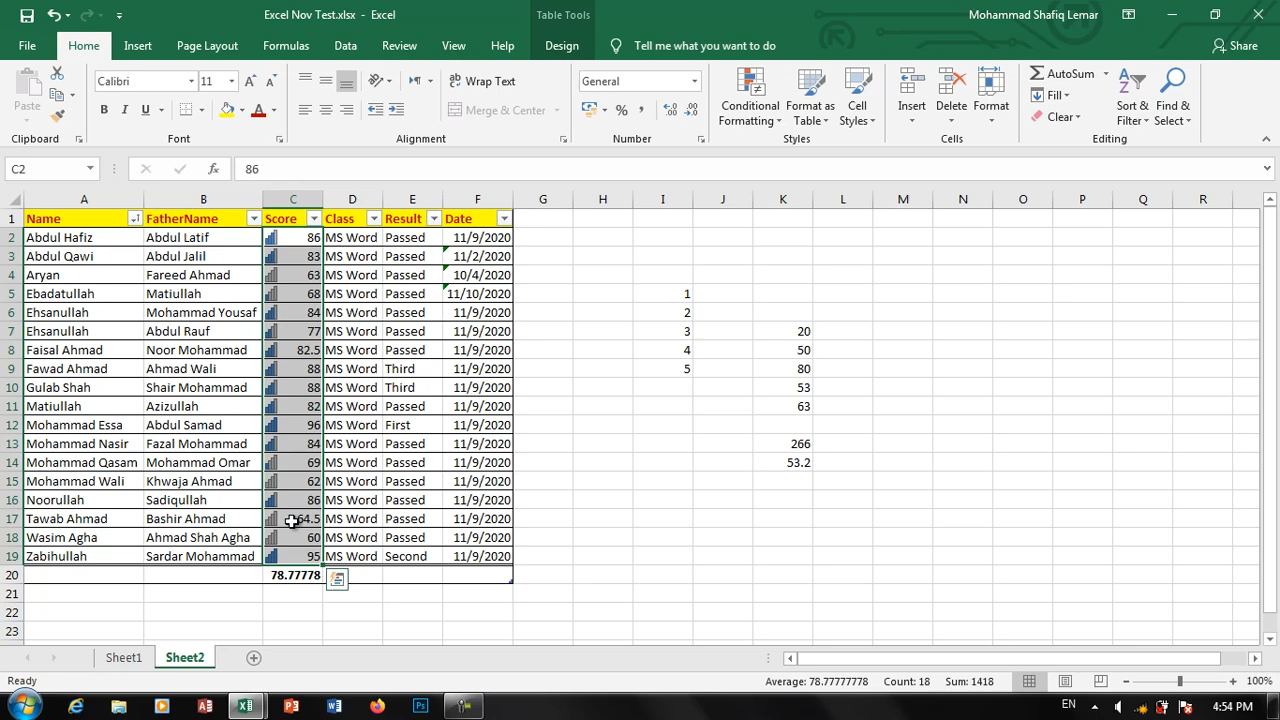 Excel Nov Test.xlsx - Excel
Table Tools
Mohammad Shafiq Lemar
File Home Insert Page Layout Formulas Data Review View Help Design Tell me what you want to do Share
Paste
Clipboard
Calibri 11
B I U
Font
Wrap Text
Merge & Center
Alignment
General
%
Number
Conditional Formatting
Format as Table
Cell Styles
Styles
Insert Delete Format
Cells
AutoSum
Fill
Clear
Sort & Filter
Find & Select
Editing
C2 fx 86
A B C D E F G H I J K L M N O P Q R
1 Name FatherName Score Class Result Date
2 Abdul Hafiz Abdul Latif 86 MS Word Passed 11/9/2020
3 Abdul Qawi Abdul Jalil 83 MS Word Passed 11/2/2020
4 Aryan Fareed Ahmad 63 MS Word Passed 10/4/2020
5 Ebadatullah Matiullah 68 MS Word Passed 11/10/2020 1
6 Ehsanullah Mohammad Yousaf 84 MS Word Passed 11/9/2020 2
7 Ehsanullah Abdul Rauf 77 MS Word Passed 11/9/2020 3 20
8 Faisal Ahmad Noor Mohammad 82.5 MS Word Passed 11/9/2020 4 50
9 Fawad Ahmad Ahmad Wali 88 MS Word Third 11/9/2020 5 80
10 Gulab Shah Shair Mohammad 88 MS Word Third 11/9/2020 53
11 Matiullah Azizullah 82 MS Word Passed 11/9/2020 63
12 Mohammad Essa Abdul Samad 96 MS Word First 11/9/2020
13 Mohammad Nasir Fazal Mohammad 84 MS Word Passed 11/9/2020 266
14 Mohammad Qasam Mohammad Omar 69 MS Word Passed 11/9/2020 53.2
15 Mohammad Wali Khwaja Ahmad 62 MS Word Passed 11/9/2020
16 Noorullah Sadiqullah 86 MS Word Passed 11/9/2020
17 Tawab Ahmad Bashir Ahmad 64.5 MS Word Passed 11/9/2020
18 Wasim Agha Ahmad Shah Agha 60 MS Word Passed 11/9/2020
19 Zabihullah Sardar Mohammad 95 MS Word Second 11/9/2020
20 78.77778
21
22
23
Sheet1 Sheet2
Ready Average: 78.77777778 Count: 18 Sum: 1418 100%
EN 4:54 PM